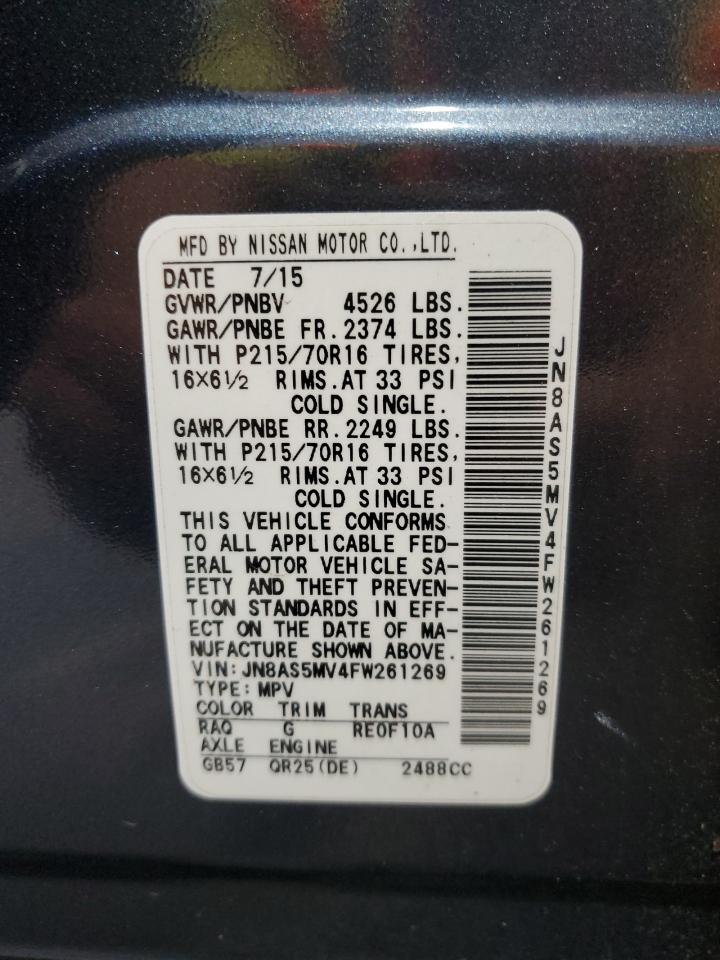 MFD BY NISSAN MOTOR CO.,LTD.
DATE 7/15
GVWR/PNBV 4526 LBS.
GAWR/PNBE FR. 2374 LBS.
WITH P215/70R16 TIRES,
16X6½ RIMS. AT 33 PSI
COLD SINGLE.
GAWR/PNBE RR. 2249 LBS.
WITH P215/70R16 TIRES,
16X6½ RIMS. AT 33 PSI
COLD SINGLE.
THIS VEHICLE CONFORMS
TO ALL APPLICABLE FED-
ERAL MOTOR VEHICLE SA-
FETY AND THEFT PREVEN-
TION STANDARDS IN EFF-
ECT ON THE DATE OF MA-
NUFACTURE SHOWN ABOVE.
VIN: JN8AS5MV4FW261269
TYPE: MPV
COLOR TRIM TRANS
RAQ G RE0F10A
AXLE ENGINE
GB57 QR25(DE) 2488CC
JN8AS5MV4FW261269